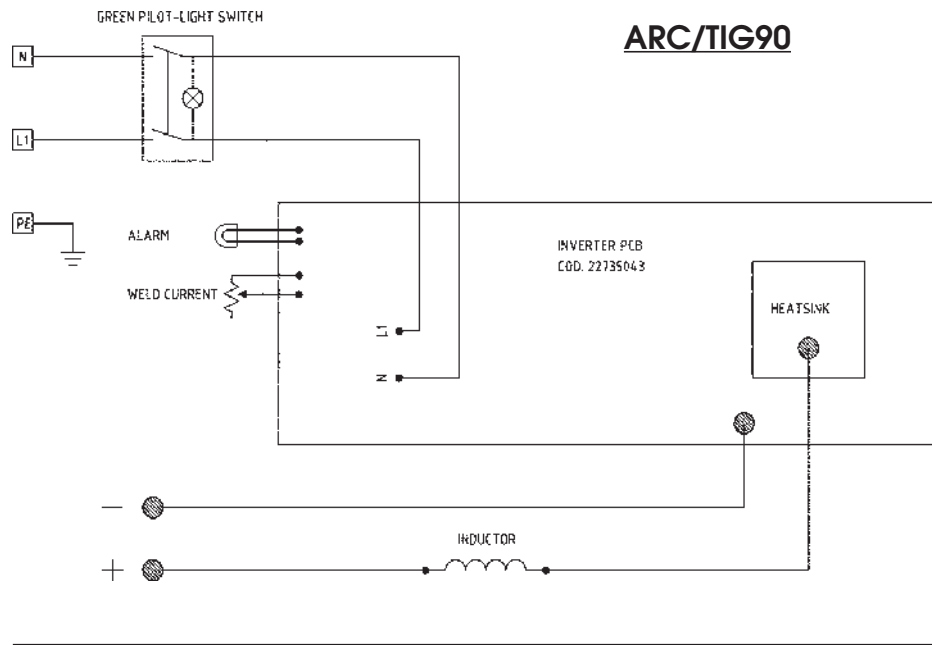 GREEN PILOT-LIGHT SWITCH
ARC/TIG90
N
L1
PE
ALARM
WELD CURRENT
INVERTER PCB
COD. 22735043
HEATSINK
L1
N
−
+
INDUCTOR